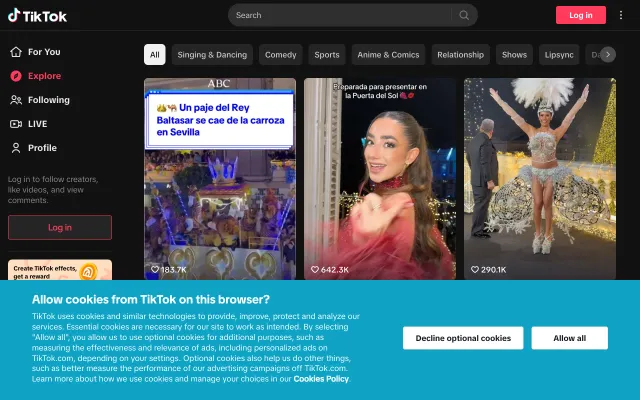 TikTok
Search
Log in
For You
Explore
Following
LIVE
Profile
Log in to follow creators,
like videos, and view
comments.
Log in
Create TikTok effects,
get a reward
All
Singing & Dancing
Comedy
Sports
Anime & Comics
Relationship
Shows
Lipsync
ABC
Un paje del Rey
Baltasar se cae de la carroza
en Sevilla
183.7K
Preparada para presentar en
la Puerta del Sol
642.3K
290.1K
Allow cookies from TikTok on this browser?
TikTok uses cookies and similar technologies to provide, improve, protect and analyze our
services. Essential cookies are necessary for our site to work as intended. By selecting
"Allow all", you allow us to use optional cookies for additional purposes, such as
measuring the effectiveness and relevance of ads, including personalized ads on
TikTok.com, depending on your settings. Optional cookies also help us do other things,
such as better measure the performance of our advertising campaigns off TikTok.com.
Learn more about how we use cookies and manage your choices in our Cookies Policy.
Decline optional cookies
Allow all